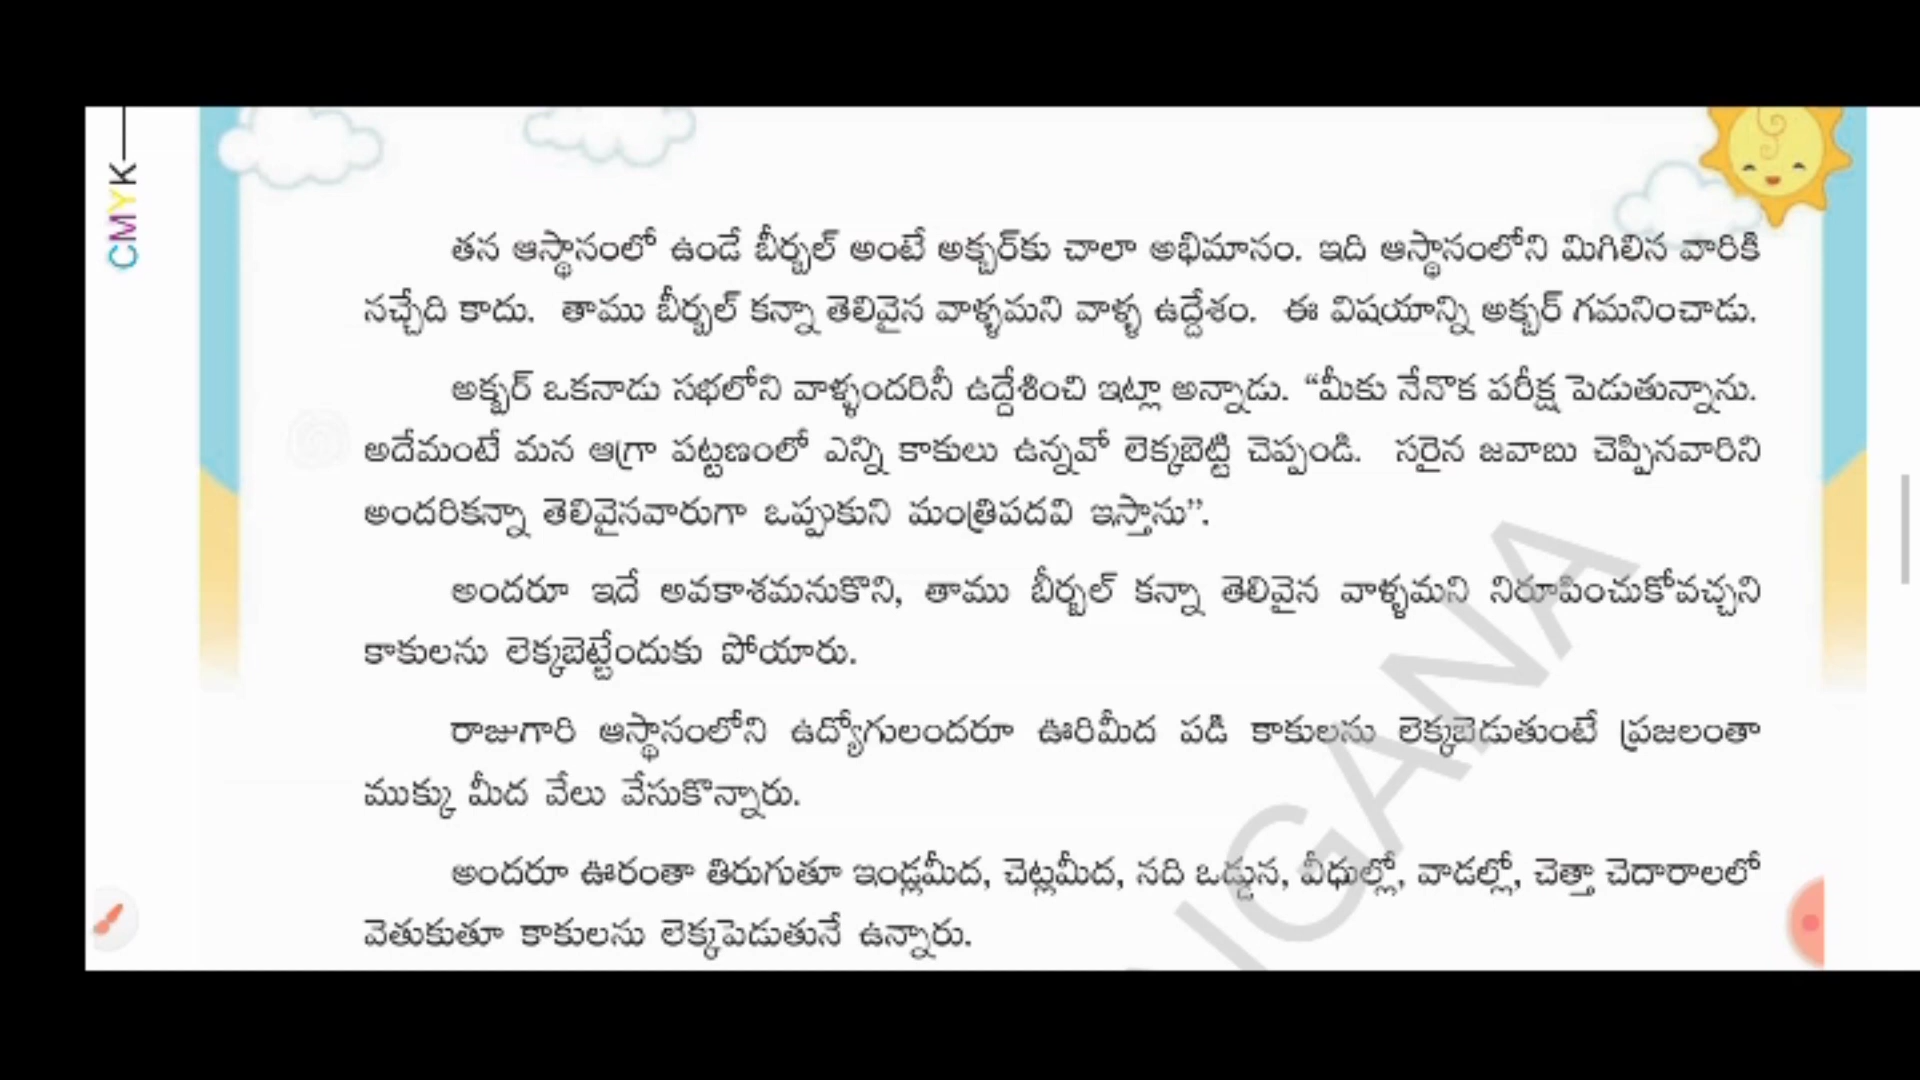 CMYK
తన ఆస్థానంలో ఉండే బీర్బల్ అంటే అక్బర్‌కు చాలా అభిమానం. ఇది ఆస్థానంలోని మిగిలిన వారికి
నచ్చేది కాదు. తాము బీర్బల్ కన్నా తెలివైన వాళ్ళమని వాళ్ళ ఉద్దేశం. ఈ విషయాన్ని అక్బర్ గమనించాడు.
అక్బర్ ఒకనాడు సభలోని వాళ్ళందరినీ ఉద్దేశించి ఇట్లా అన్నాడు. “మీకు నేనొక పరీక్ష పెడుతున్నాను.
అదేమంటే మన ఆగ్రా పట్టణంలో ఎన్ని కాకులు ఉన్నవో లెక్కబెట్టి చెప్పండి. సరైన జవాబు చెప్పినవారిని
అందరికన్నా తెలివైనవారుగా ఒప్పుకుని మంత్రిపదవి ఇస్తాను”.
అందరూ ఇదే అవకాశమనుకొని, తాము బీర్బల్ కన్నా తెలివైన వాళ్ళమని నిరూపించుకోవచ్చని
కాకులను లెక్కబెట్టేందుకు పోయారు.
రాజుగారి ఆస్థానంలోని ఉద్యోగులందరూ ఊరిమీద పడి కాకులను లెక్కబెడుతుంటే ప్రజలంతా
ముక్కు మీద వేలు వేసుకొన్నారు.
అందరూ ఊరంతా తిరుగుతూ ఇండ్లమీద, చెట్లమీద, నది ఒడ్డున, వీధుల్లో, వాడల్లో, చెత్తా చెదారాలలో
వెతుకుతూ కాకులను లెక్కపెడుతునే ఉన్నారు.
IGANA